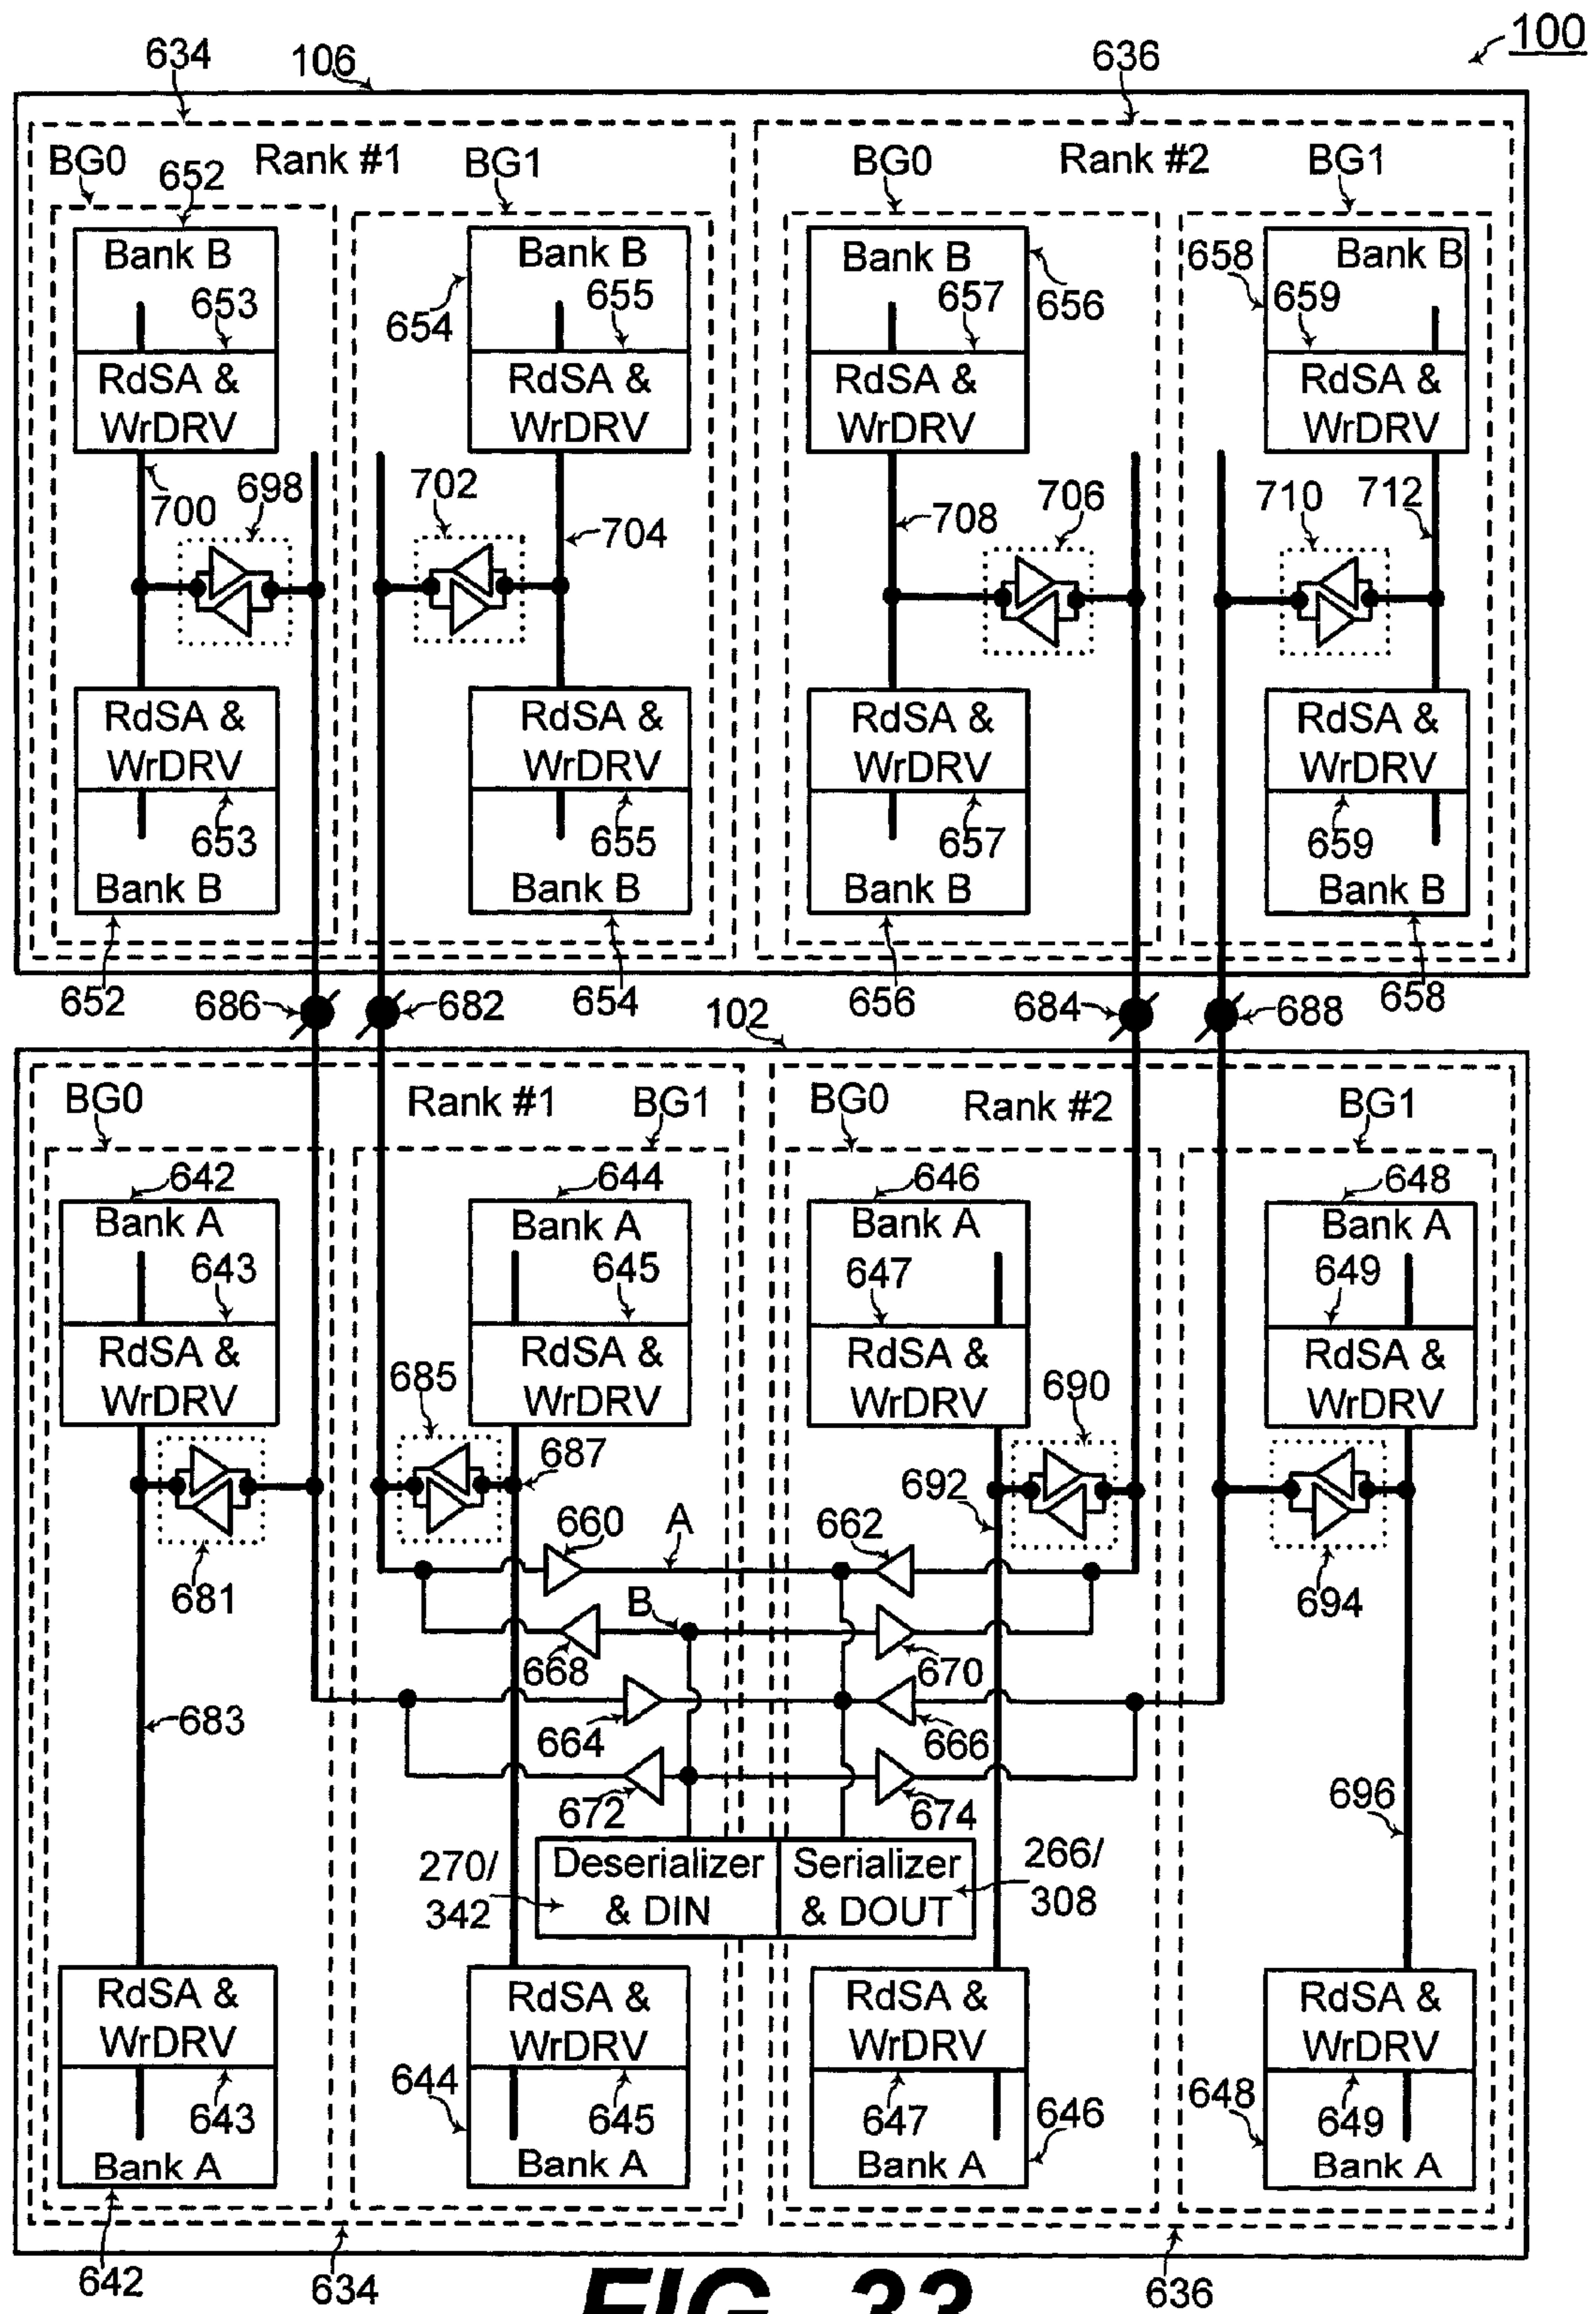 100
634
106
636
BG0
Rank #1
BG1
BG0
Rank #2
BG1
652
Bank B
653
RdSA &
WrDRV
Bank B
655
654
RdSA &
WrDRV
Bank B
657
656
RdSA &
WrDRV
658
Bank B
659
RdSA &
WrDRV
700
698
702
704
708
706
710
712
RdSA &
WrDRV
653
Bank B
RdSA &
WrDRV
655
Bank B
RdSA &
WrDRV
657
Bank B
RdSA &
WrDRV
659
Bank B
652
686
682
654
102
656
684
688
658
BG0
Rank #1
BG1
BG0
Rank #2
BG1
642
Bank A
643
RdSA &
WrDRV
644
Bank A
645
RdSA &
WrDRV
646
Bank A
647
RdSA &
WrDRV
648
Bank A
649
RdSA &
WrDRV
685
687
690
692
681
660
A
662
694
B
668
670
683
664
666
672
674
696
270/
342
Deserializer
& DIN
Serializer
& DOUT
266/
308
RdSA &
WrDRV
643
Bank A
RdSA &
WrDRV
644
645
Bank A
RdSA &
WrDRV
647
646
Bank A
RdSA &
WrDRV
648
649
Bank A
642
634
636
FIG. 33